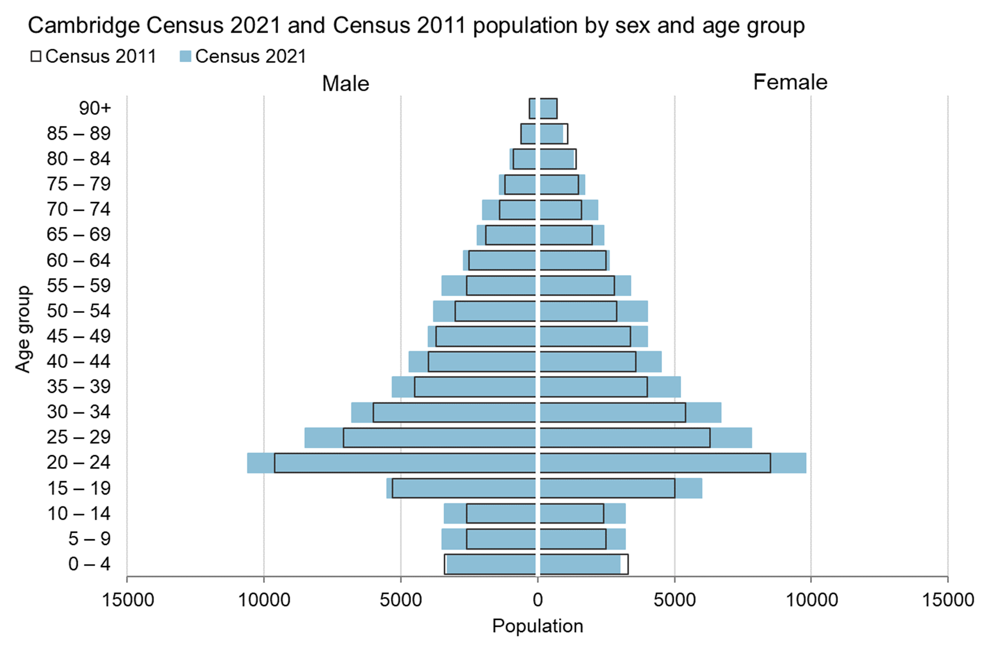 Cambridge Census 2021 and Census 2011 population by sex and age group
Census 2011 Census 2021
Male Female
90+
85 – 89
80 – 84
75 – 79
70 – 74
65 – 69
60 – 64
55 – 59
50 – 54
45 – 49
40 – 44
35 – 39
30 – 34
25 – 29
20 – 24
15 – 19
10 – 14
5 – 9
0 – 4
Age group
15000 10000 5000 0 5000 10000 15000
Population